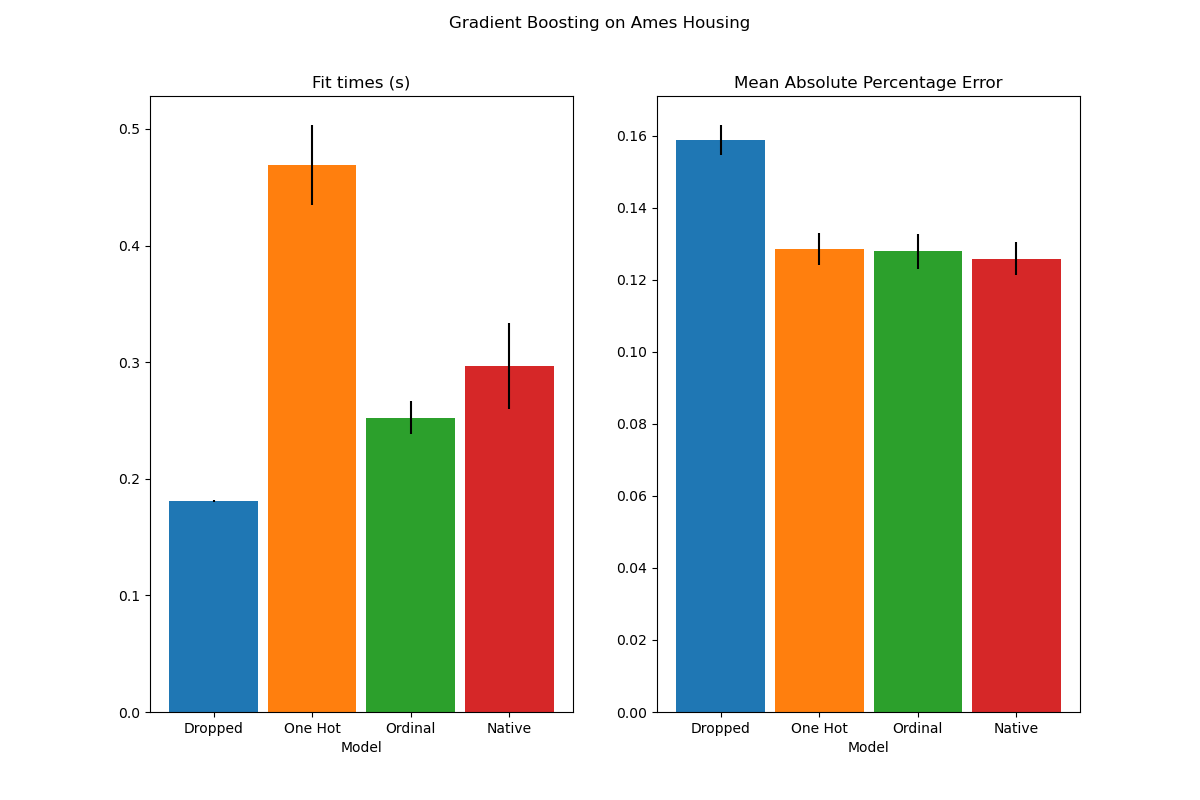 Gradient Boosting on Ames Housing
Fit times (s)
0.5
0.4
0.3
0.2
0.1
0.0
Dropped One Hot Ordinal Native
Model
Mean Absolute Percentage Error
0.16
0.14
0.12
0.10
0.08
0.06
0.04
0.02
0.00
Dropped One Hot Ordinal Native
Model